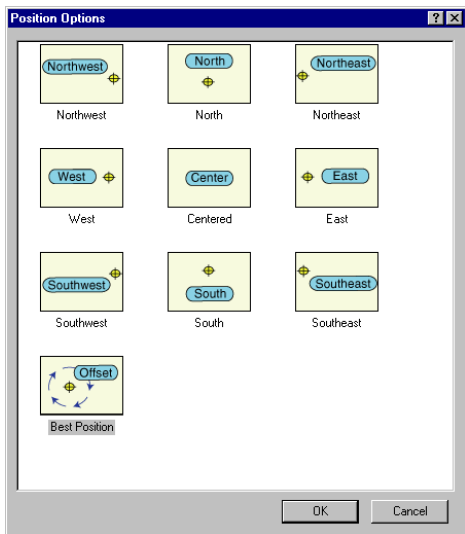 Position Options
Northwest North Northeast
Northwest North Northeast
West Center East
West Centered East
Southwest South Southeast
Southwest South Southeast
Offset
Best Position
OK Cancel